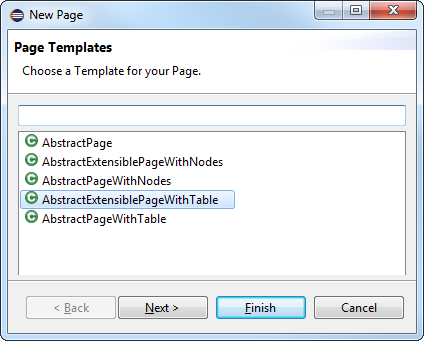 New Page
Page Templates
Choose a Template for your Page.
AbstractPage
AbstractExtensiblePageWithNodes
AbstractPageWithNodes
AbstractExtensiblePageWithTable
AbstractPageWithTable
< Back Next > Finish Cancel